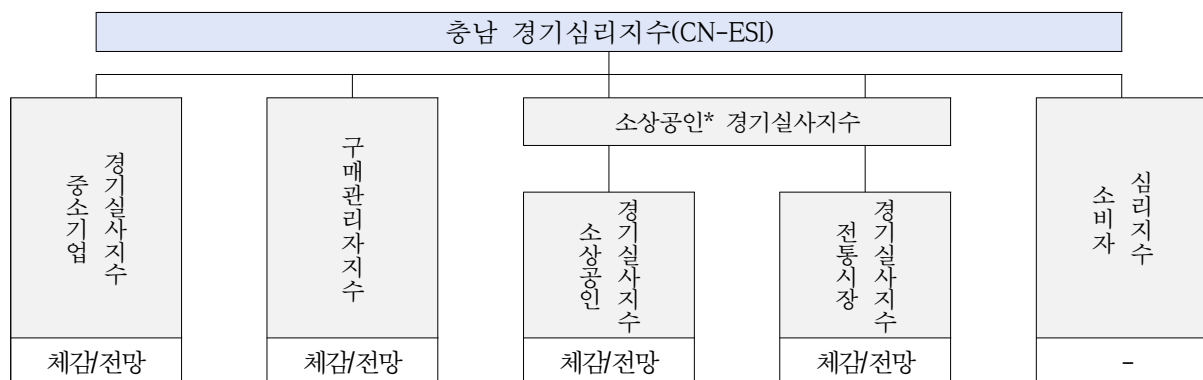 충남 경기심리지수(CN-ESI)
중소기업
경기실사지수
구매관리자지수
소상공인* 경기실사지수
소상공인
경기실사지수
전통시장
경기실사지수
소비자
심리지수
체감/전망
체감/전망
체감/전망
체감/전망
-